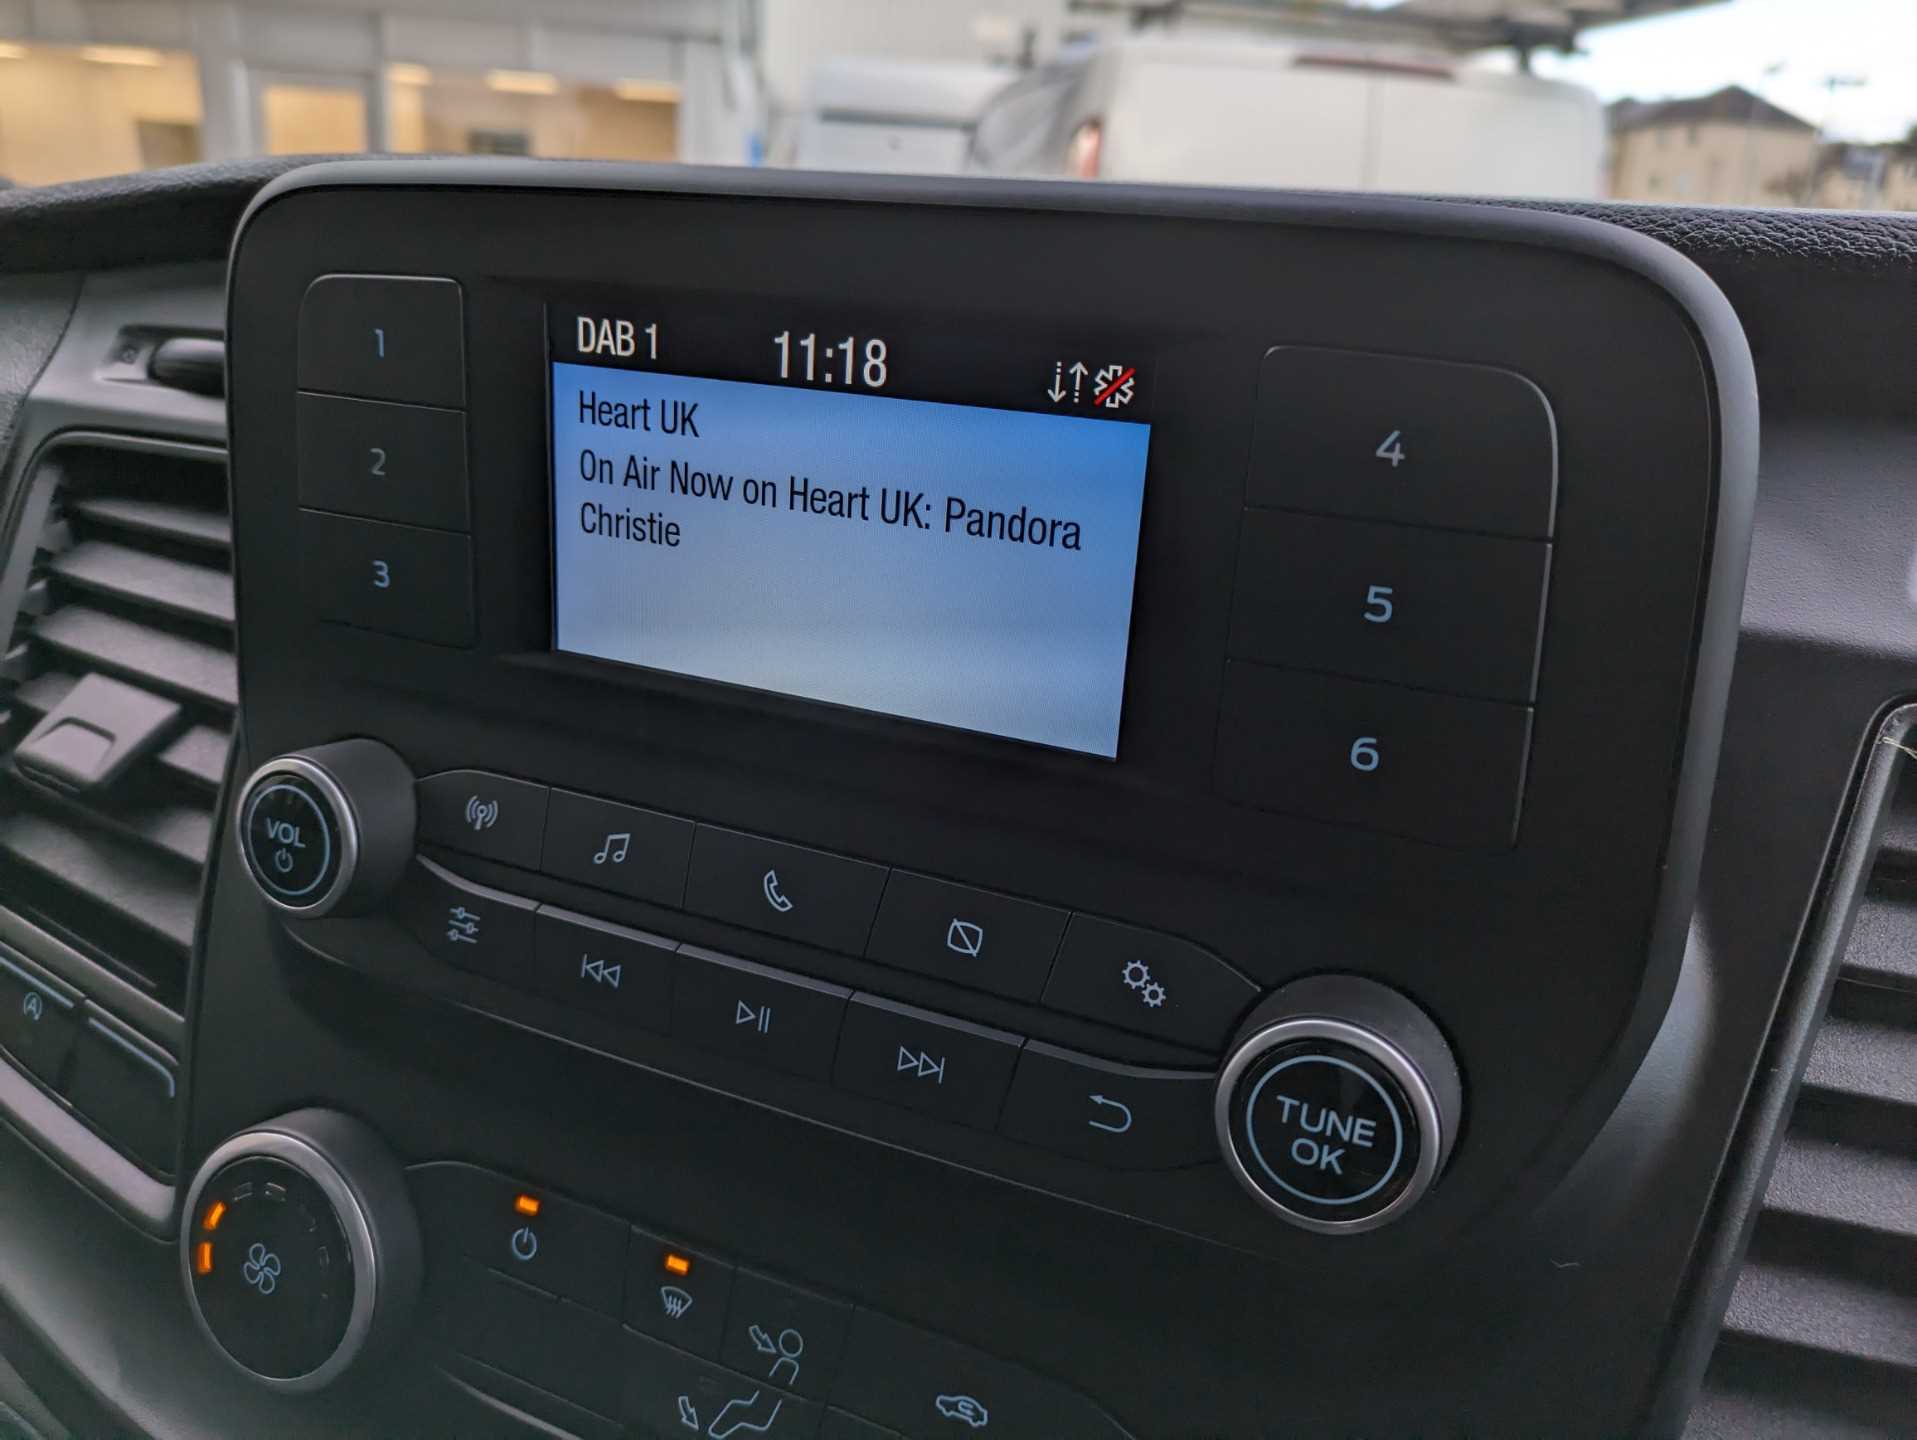 DAB 1 11:18
Heart UK
On Air Now on Heart UK: Pandora
Christie
1
2
3
4
5
6
VOL
TUNE
OK
A